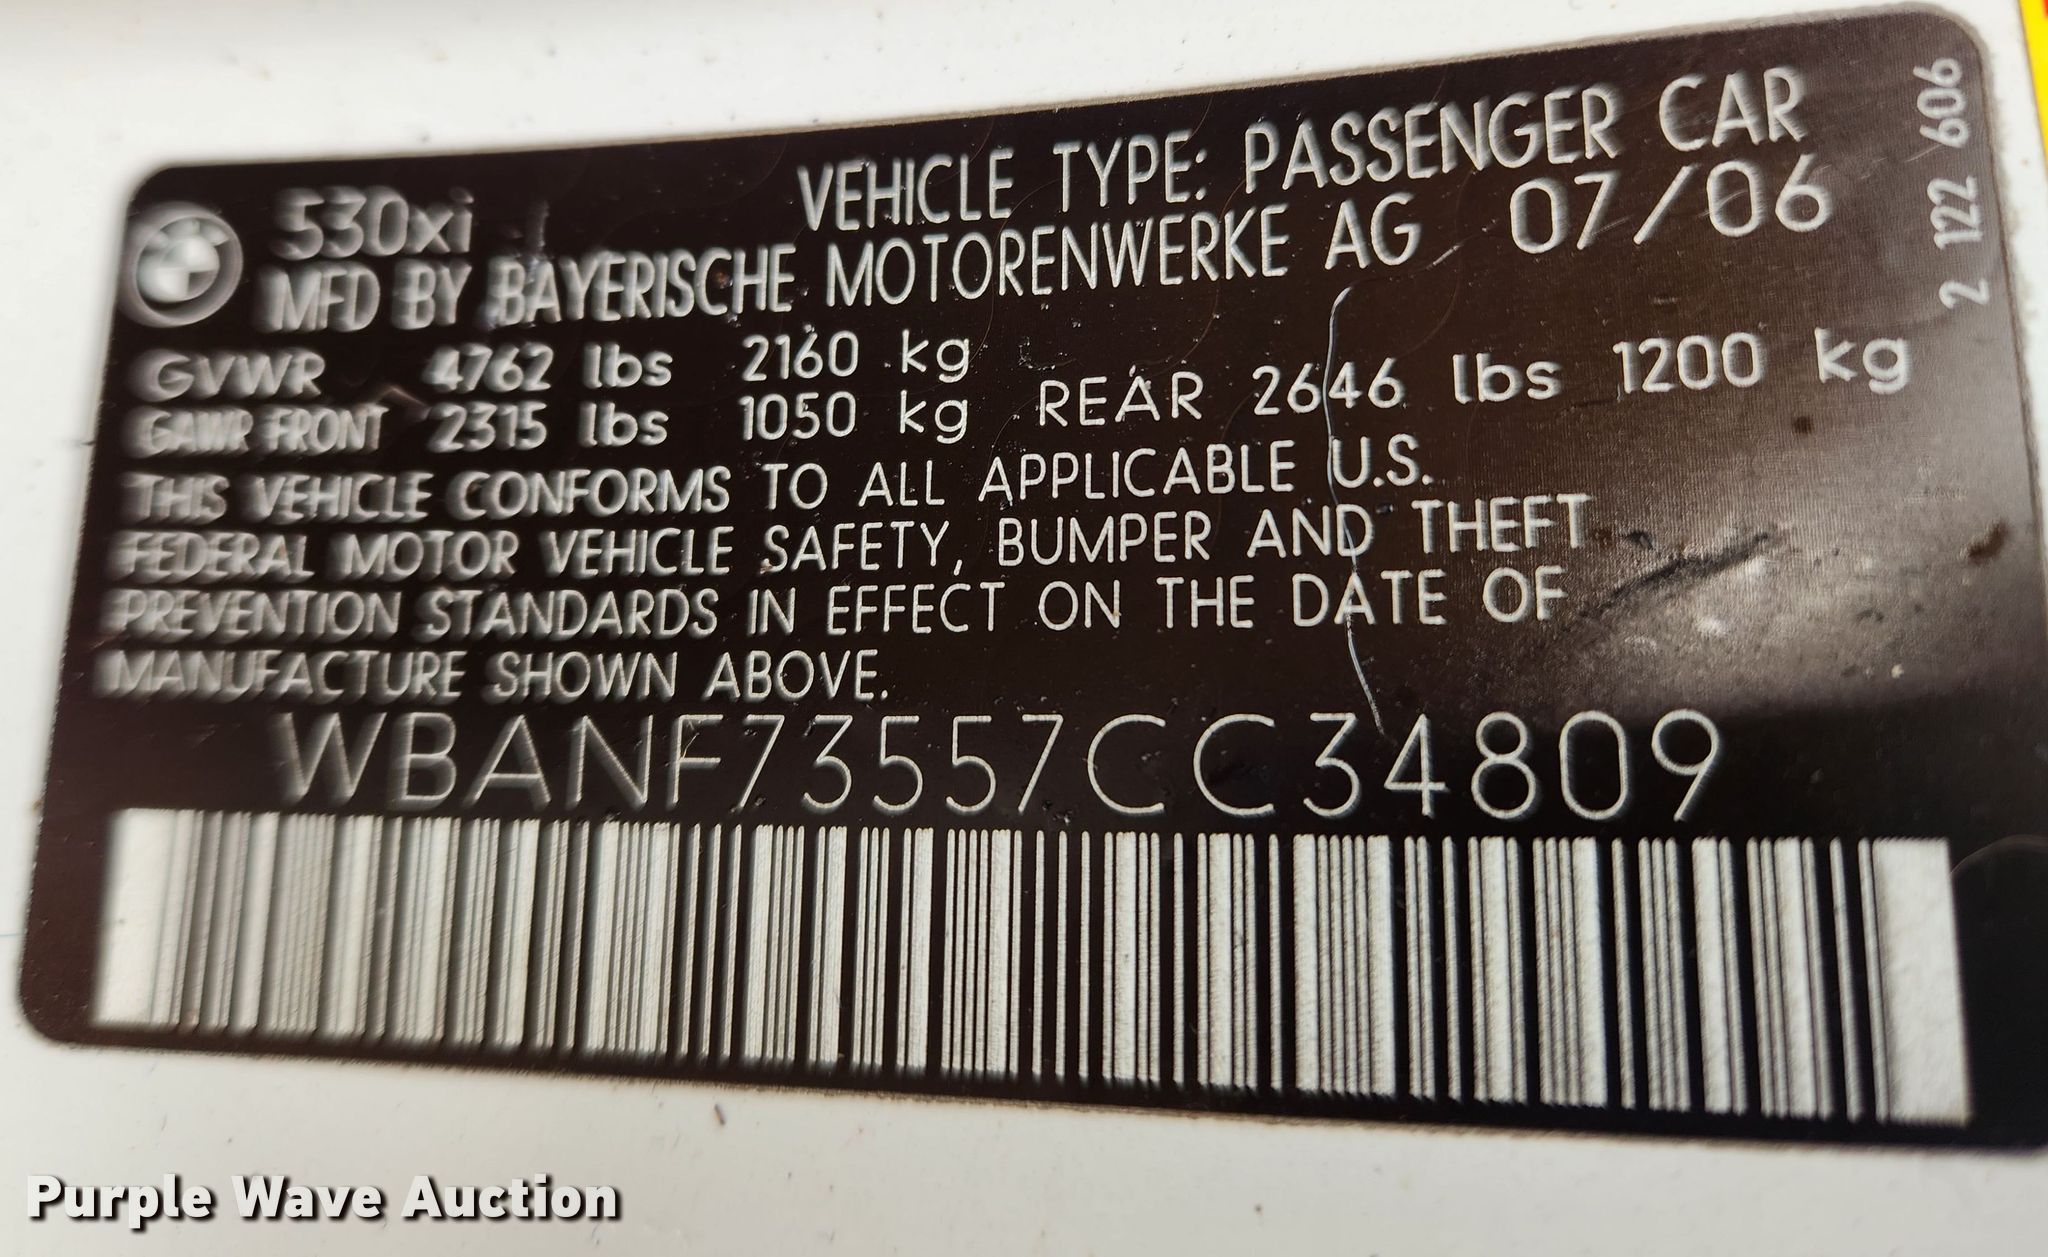 530xi VEHICLE TYPE: PASSENGER CAR
MFD BY BAYERISCHE MOTORENWERKE AG 07/06
GVWR 4762 lbs 2160 kg
GAWR FRONT 2315 lbs 1050 kg REAR 2646 lbs 1200 kg
THIS VEHICLE CONFORMS TO ALL APPLICABLE U.S.
FEDERAL MOTOR VEHICLE SAFETY, BUMPER AND THEFT
PREVENTION STANDARDS IN EFFECT ON THE DATE OF
MANUFACTURE SHOWN ABOVE.
WBANF73557CC34809
2 122 606
Purple Wave Auction